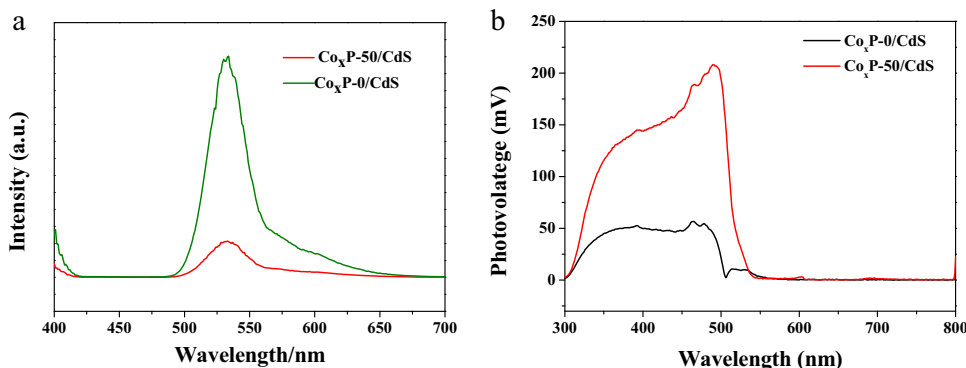 a
Intensity (a.u.)
CoxP-50/CdS
CoxP-0/CdS
400 450 500 550 600 650 700
Wavelength/nm
b
Photovolatege (mV)
250
200
150
100
50
0
CoxP-0/CdS
CoxP-50/CdS
300 400 500 600 700 800
Wavelength (nm)